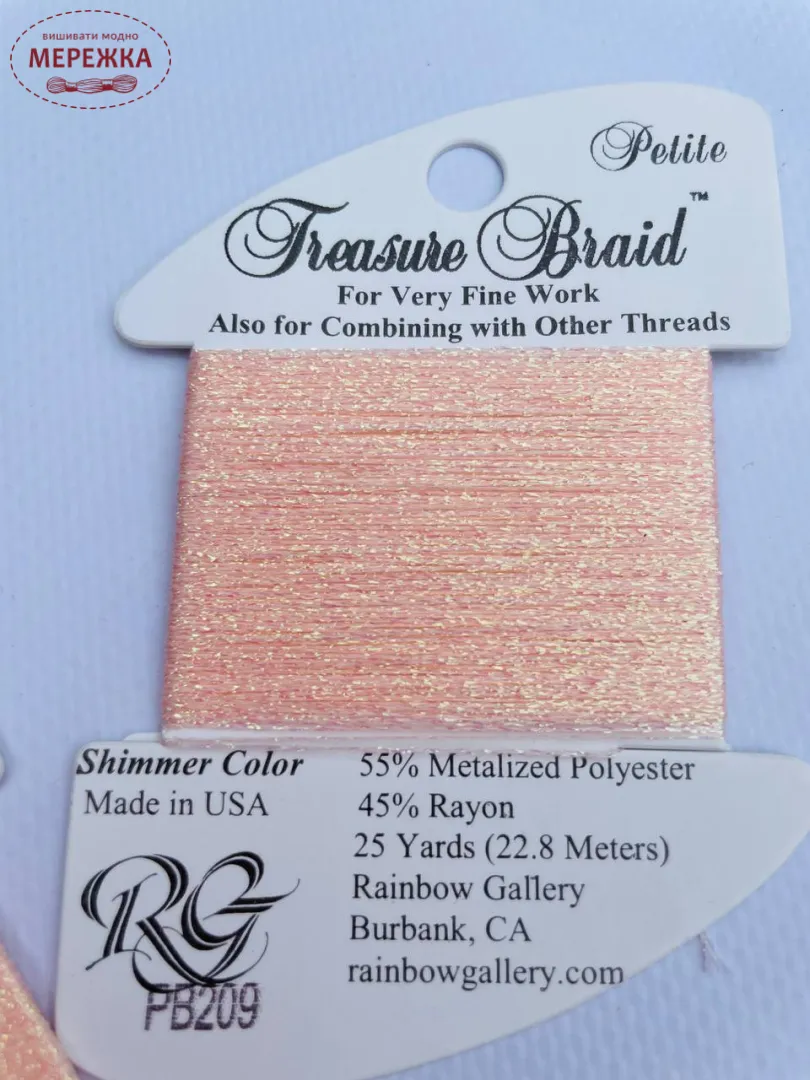 вишивати модно
МЕРЕЖКА
Petite
Treasure Braid™
For Very Fine Work
Also for Combining with Other Threads
Shimmer Color
Made in USA
RG
PB209
55% Metalized Polyester
45% Rayon
25 Yards (22.8 Meters)
Rainbow Gallery
Burbank, CA
rainbowgallery.com